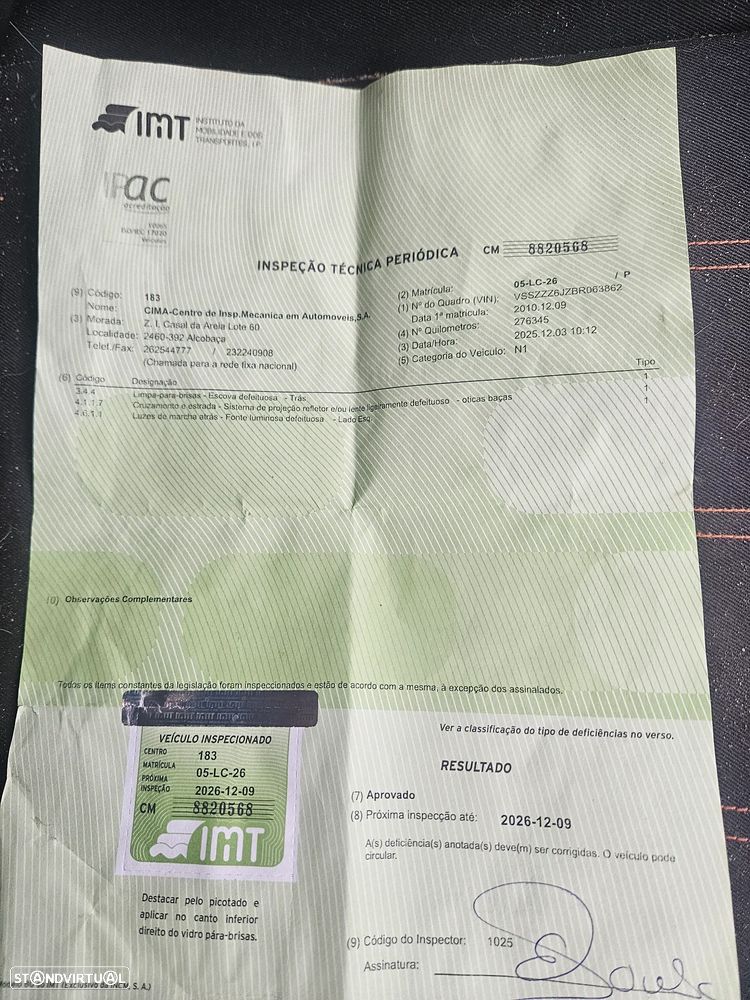 IMT INSTITUTO DA
MOBILIDADE E DOS
TRANSPORTES, I.P.
IPac
acreditação
ISO/IEC 17020
INSPEÇÃO TÉCNICA PERIÓDICA CM 8820568
(9) Código: 183
Nome: CIMA-Centro de Insp.Mecanica em Automoveis,S.A.
(3) Morada: Z. I. Casal da Areia Lote 60
Localidade: 2460-392 Alcobaça
Telef./Fax: 262544777 / 232240908
(Chamada para a rede fixa nacional)
(2) Matrícula: 05-LC-26 / P
(1) Nº do Quadro (VIN): VSSZZZ6JZBR063862
Data 1ª matrícula: 2010.12.09
(4) Nº Quilometros: 276345
(3) Data/Hora: 2025.12.03 10:12
(5) Categoria do Veículo: N1
(6) Código Designação Tipo
3.4.4 Limpa-para-brisas - Escova defeituosa - Trás 1
4.1.1.7 Cruzamento e estrada - Sistema de projeção refletor e/ou lente ligeiramente defeituoso - oticas baças 1
4.6.1.1 Luzes de marcha atrás - Fonte luminosa defeituosa - Lado Esq. 1
Observações Complementares
Todos os itens constantes da legislação foram inspeccionados e estão de acordo com a mesma, à excepção dos assinalados.
Ver a classificação do tipo de deficiências no verso.
VEÍCULO INSPECIONADO
CENTRO 183
MATRÍCULA 05-LC-26
PRÓXIMA INSPEÇÃO 2026-12-09
CM 8820568
IMT
Destacar pelo picotado e
aplicar no canto inferior
direito do vidro pára-brisas.
RESULTADO
(7) Aprovado
(8) Próxima inspecção até: 2026-12-09
A(s) deficiência(s) anotada(s) deve(m) ser corrigidas. O veículo pode
circular.
(9) Código do Inspector: 1025
Assinatura:
STANDVIRTUAL